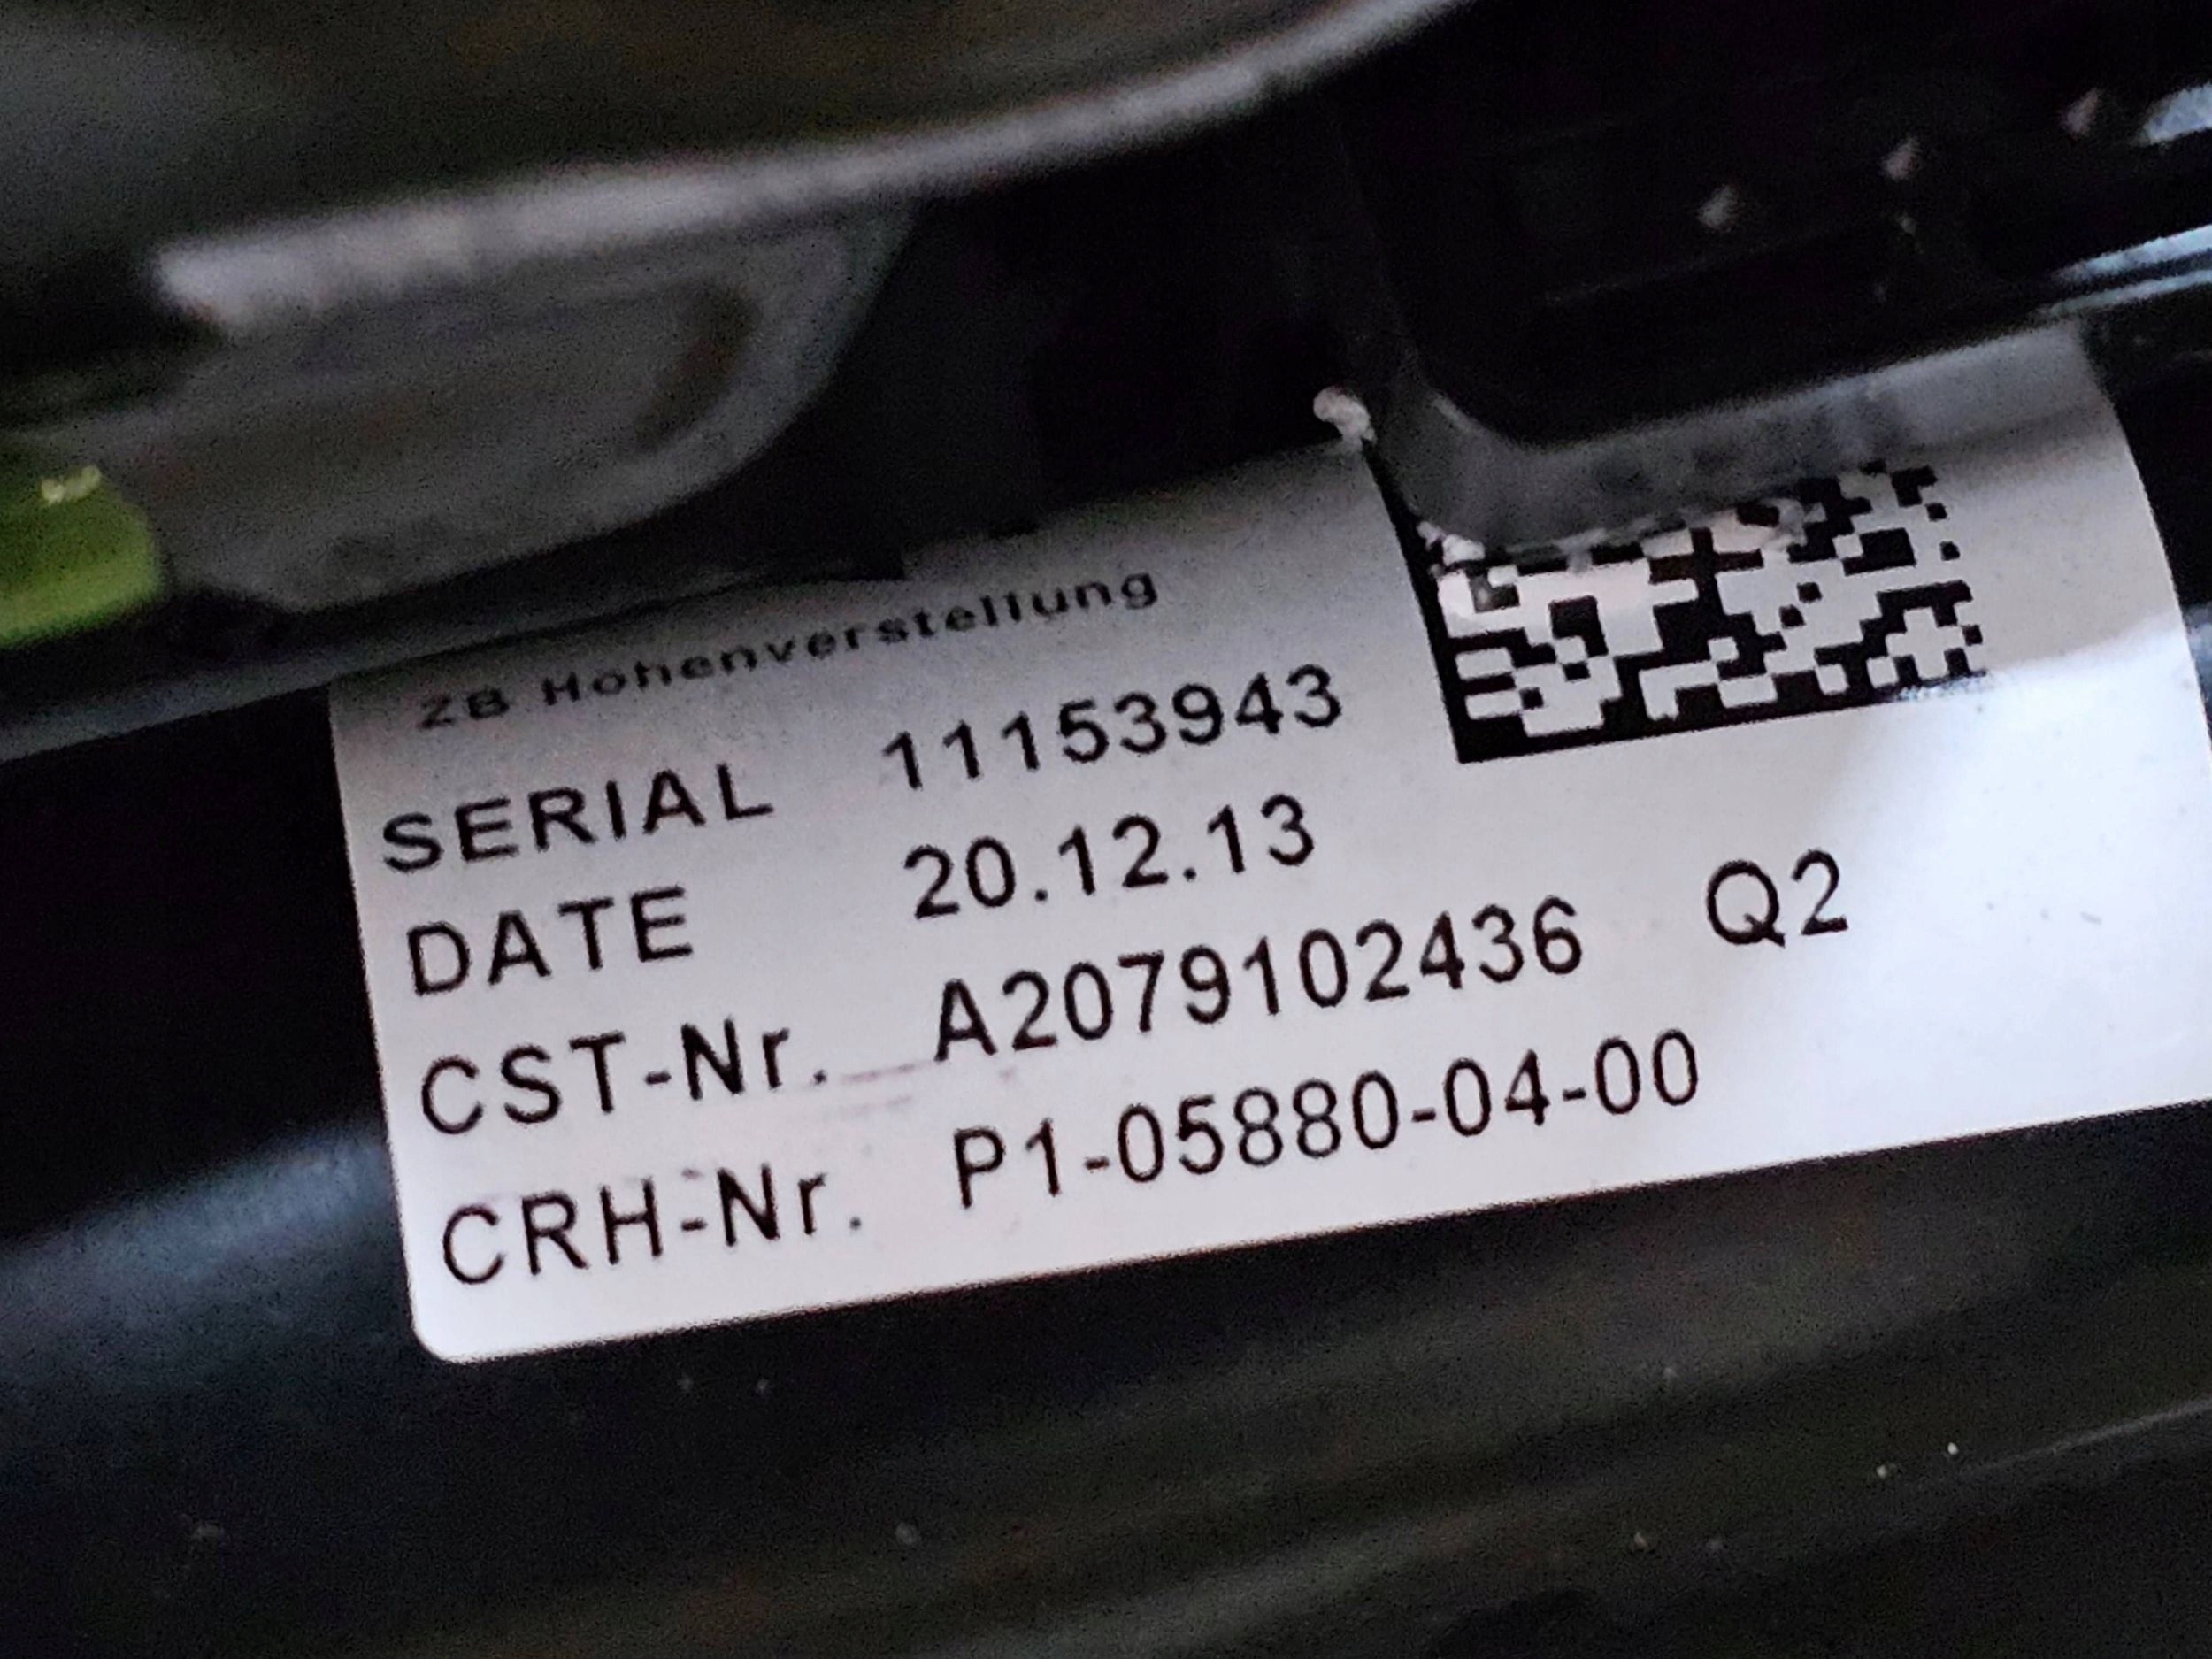 ZB Hohenverstellung
SERIAL 11153943
DATE 20.12.13
CST-Nr. A2079102436 Q2
CRH-Nr. P1-05880-04-00